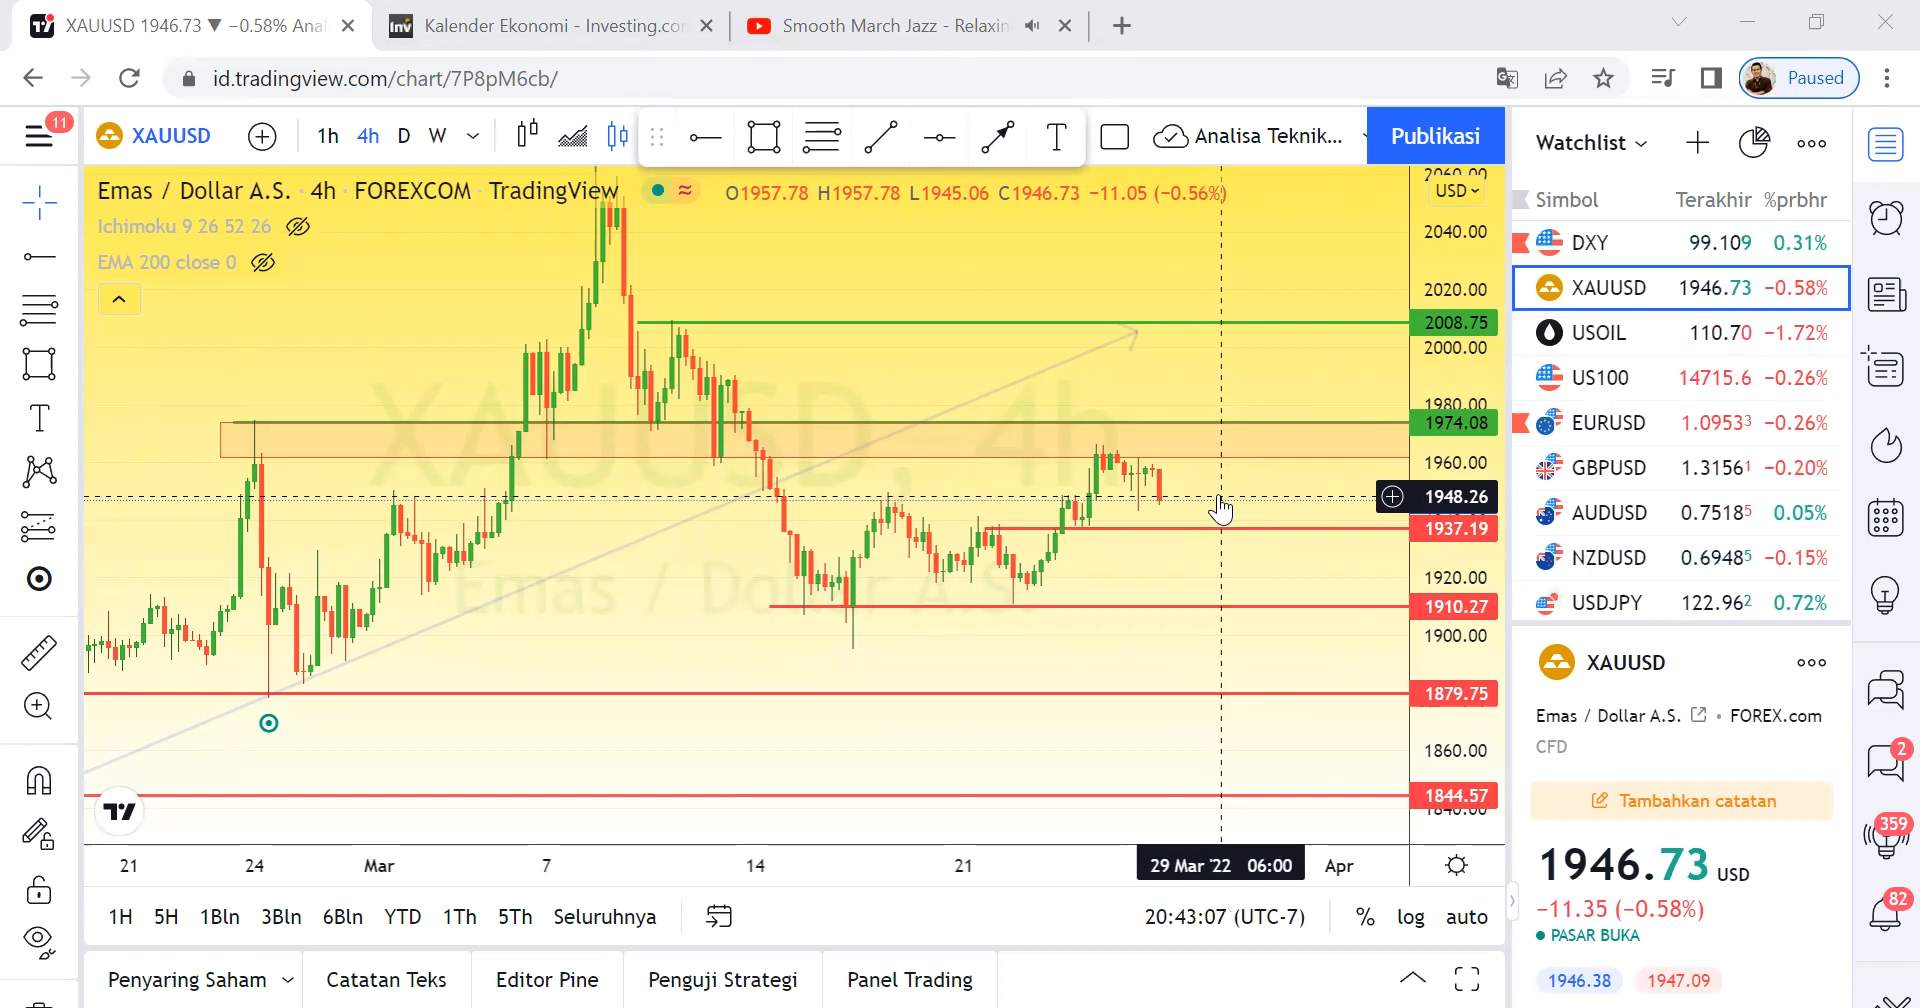 XAUUSD 1946.73 ▼ −0.58% Anal
Kalender Ekonomi - Investing.co
Smooth March Jazz - Relaxin
id.tradingview.com/chart/7P8pM6cb/
Paused
11
XAUUSD
1h 4h D W
Analisa Teknik...
Publikasi
Watchlist
Emas / Dollar A.S. · 4h · FOREXCOM · TradingView
O1957.78 H1957.78 L1945.06 C1946.73 −11.05 (−0.56%)
Ichimoku 9 26 52 26
EMA 200 close 0
XAUUSD, 4h
Emas / Dollar A.S.
USD
2060.00
2040.00
2020.00
2008.75
2000.00
1980.00
1974.08
1960.00
1948.26
1937.19
1920.00
1910.27
1900.00
1879.75
1860.00
1844.57
1840.00
21 24 Mar 7 14 21 29 Mar '22 06:00 Apr
1H 5H 1Bln 3Bln 6Bln YTD 1Th 5Th Seluruhnya
20:43:07 (UTC-7) % log auto
Penyaring Saham Catatan Teks Editor Pine Penguji Strategi Panel Trading
Simbol Terakhir %prbhr
DXY 99.109 0.31%
XAUUSD 1946.73 −0.58%
USOIL 110.70 −1.72%
US100 14715.6 −0.26%
EURUSD 1.09533 −0.26%
GBPUSD 1.31561 −0.20%
AUDUSD 0.75185 0.05%
NZDUSD 0.69485 −0.15%
USDJPY 122.962 0.72%
XAUUSD
Emas / Dollar A.S. • FOREX.com
CFD
Tambahkan catatan
1946.73 USD
−11.35 (−0.58%)
PASAR BUKA
1946.38 1947.09
2
359
82